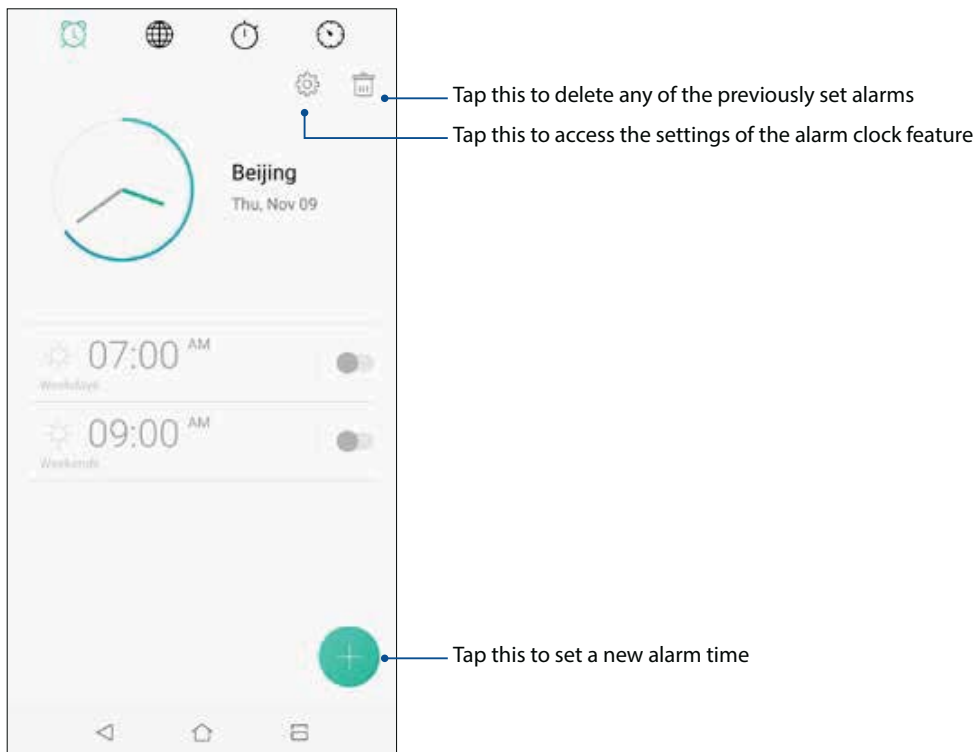 Tap this to delete any of the previously set alarms
Tap this to access the settings of the alarm clock feature
Beijing
Thu, Nov 09
07:00 AM
Weekdays
09:00 AM
Weekends
Tap this to set a new alarm time